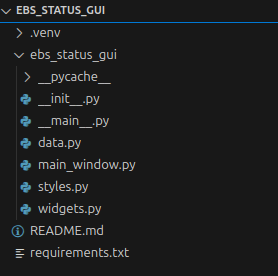 EBS_STATUS_GUI
.venv
ebs_status_gui
__pycache__
__init__.py
__main__.py
data.py
main_window.py
styles.py
widgets.py
README.md
requirements.txt